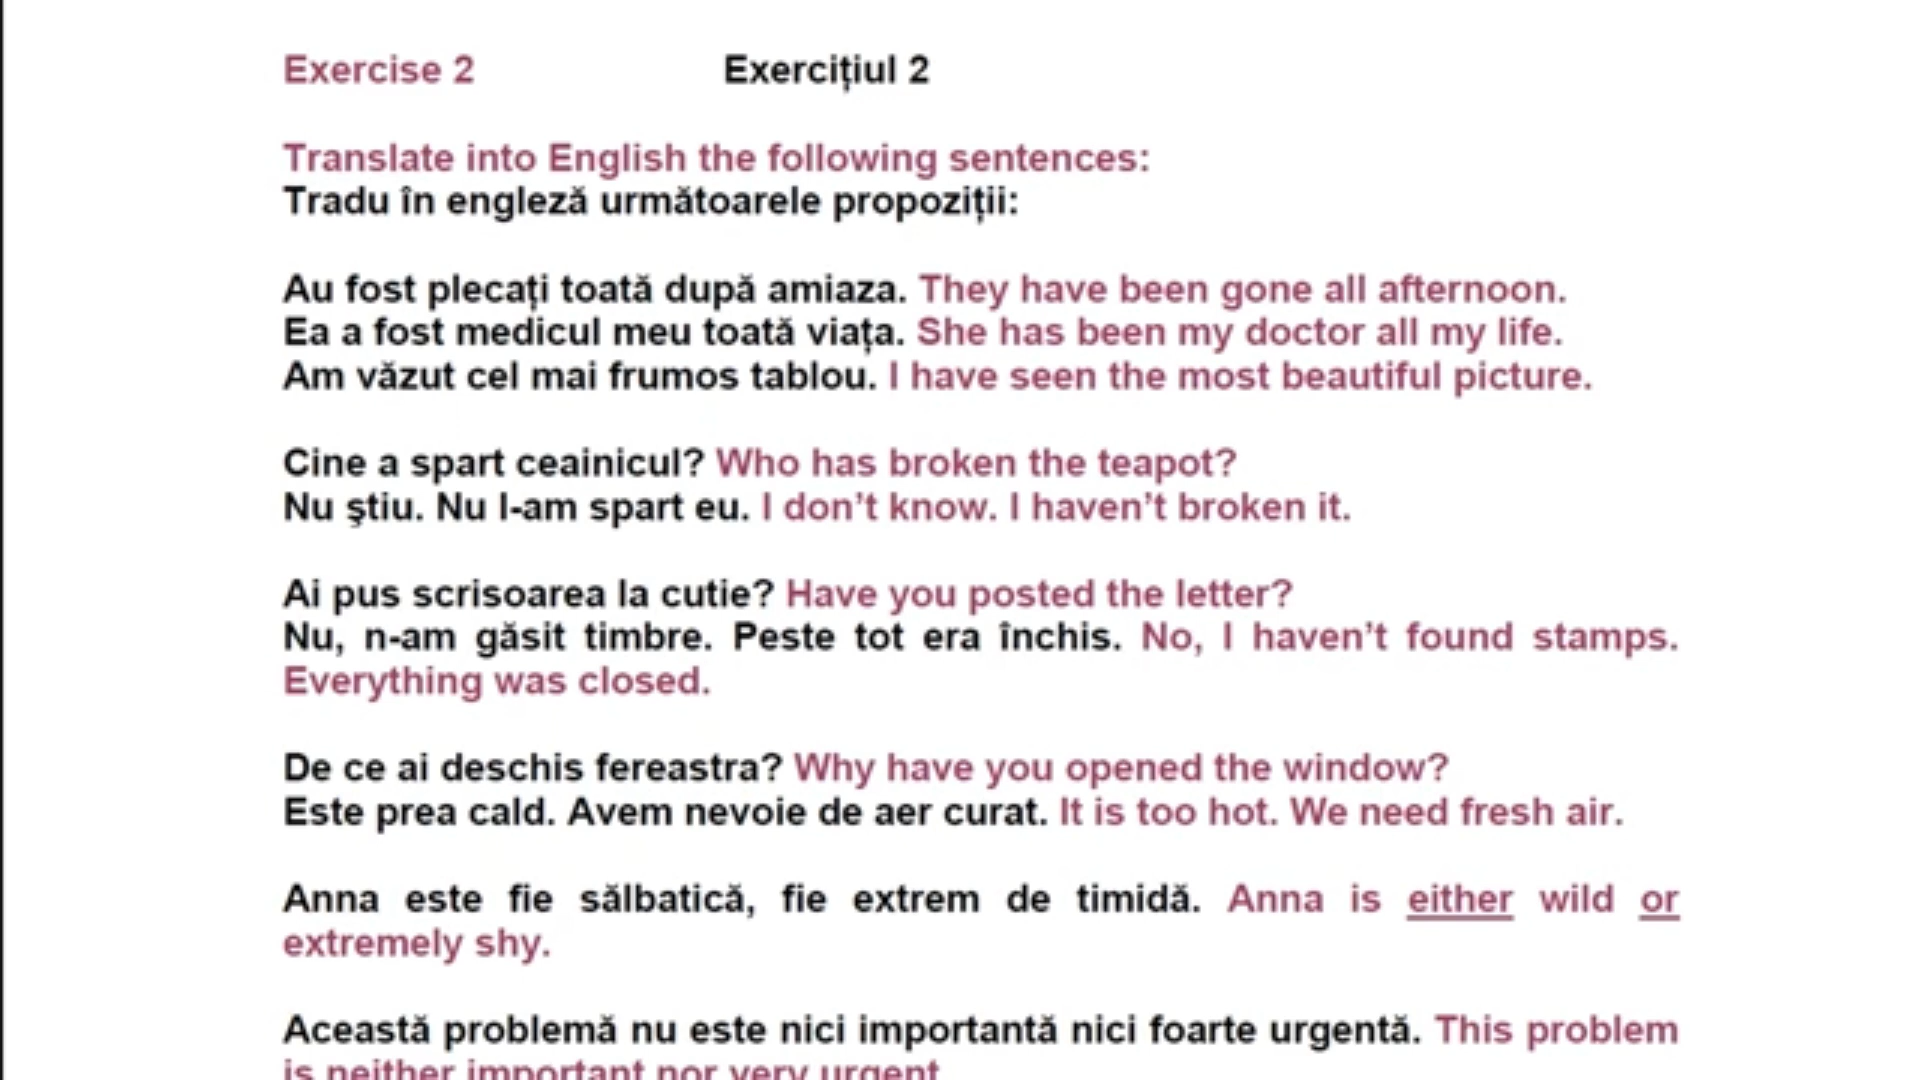 Exercise 2 Exercițiul 2
Translate into English the following sentences:
Tradu în engleză următoarele propoziții:
Au fost plecați toată după amiaza. They have been gone all afternoon.
Ea a fost medicul meu toată viața. She has been my doctor all my life.
Am văzut cel mai frumos tablou. I have seen the most beautiful picture.
Cine a spart ceainicul? Who has broken the teapot?
Nu ştiu. Nu l-am spart eu. I don't know. I haven't broken it.
Ai pus scrisoarea la cutie? Have you posted the letter?
Nu, n-am găsit timbre. Peste tot era închis. No, I haven't found stamps.
Everything was closed.
De ce ai deschis fereastra? Why have you opened the window?
Este prea cald. Avem nevoie de aer curat. It is too hot. We need fresh air.
Anna este fie sălbatică, fie extrem de timidă. Anna is either wild or
extremely shy.
Această problemă nu este nici importantă nici foarte urgentă. This problem
is neither important nor very urgent